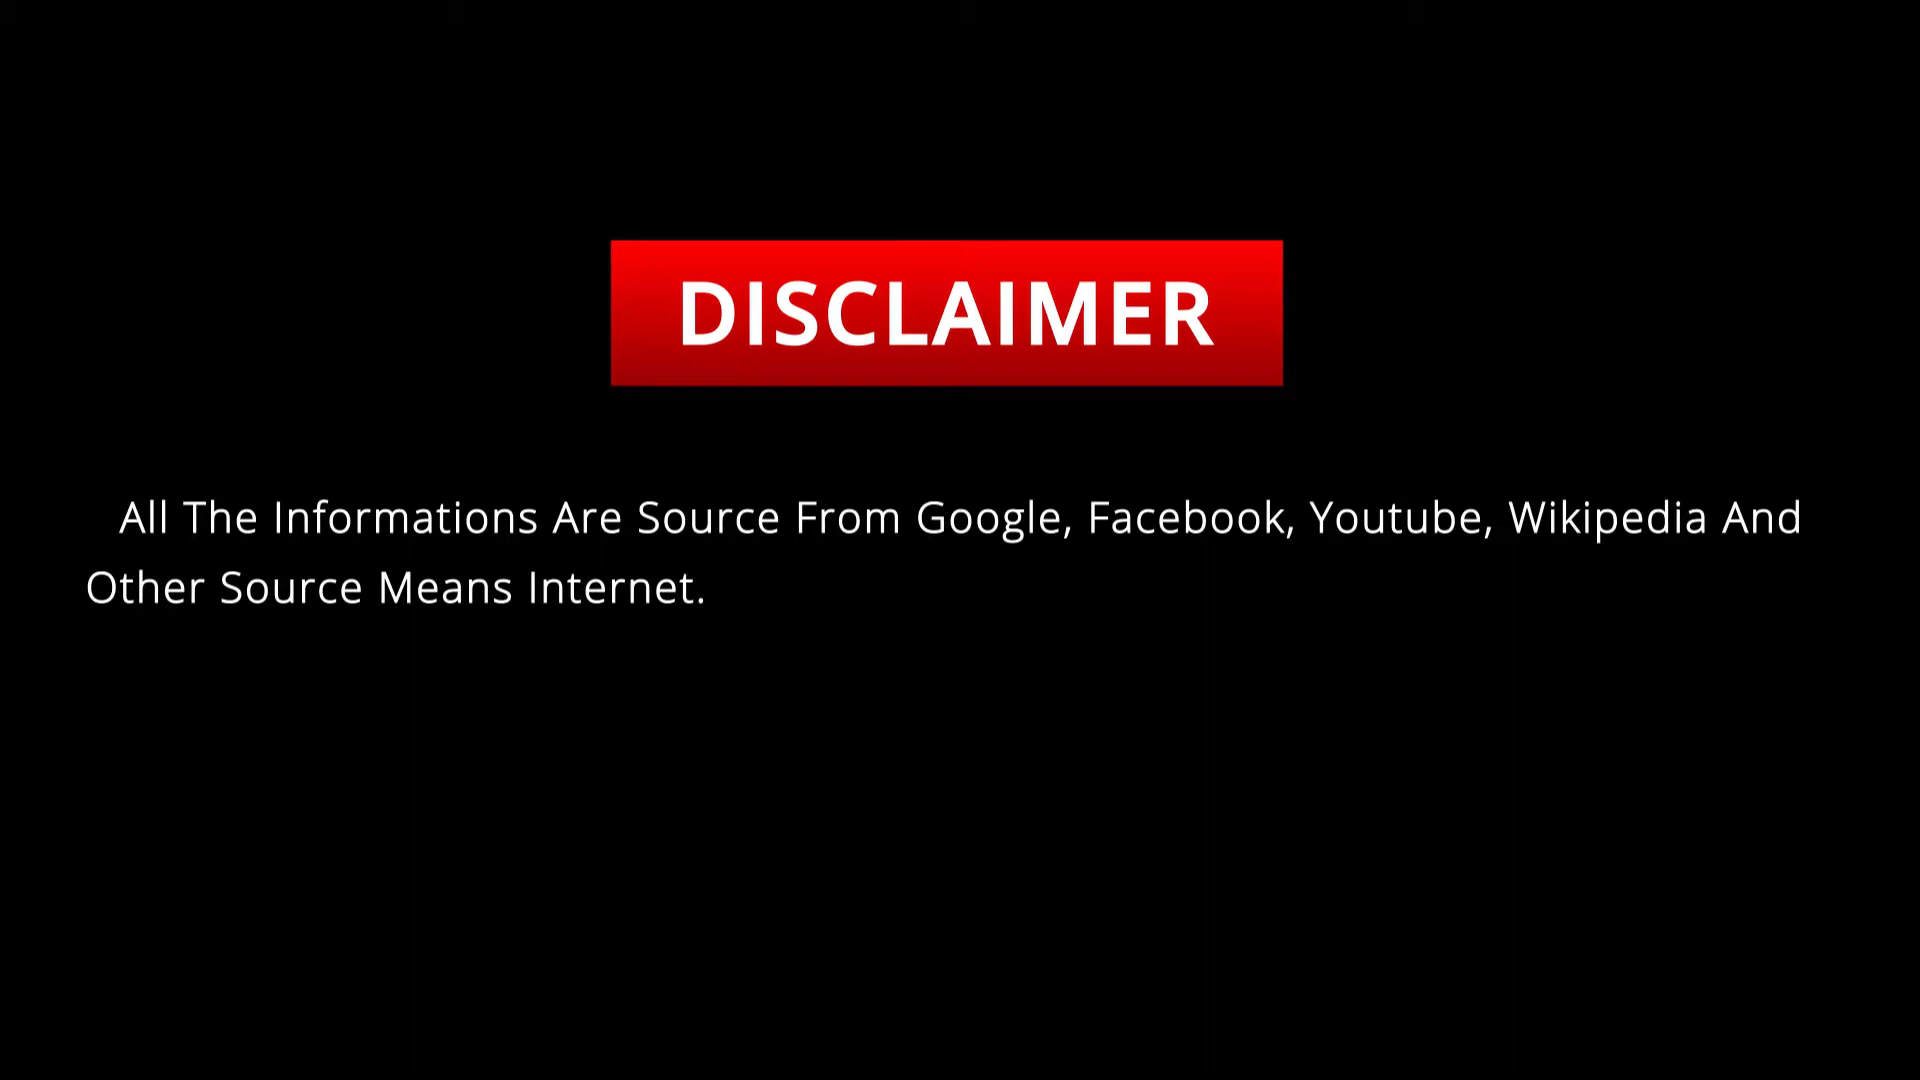 DISCLAIMER
All The Informations Are Source From Google, Facebook, Youtube, Wikipedia And
Other Source Means Internet.